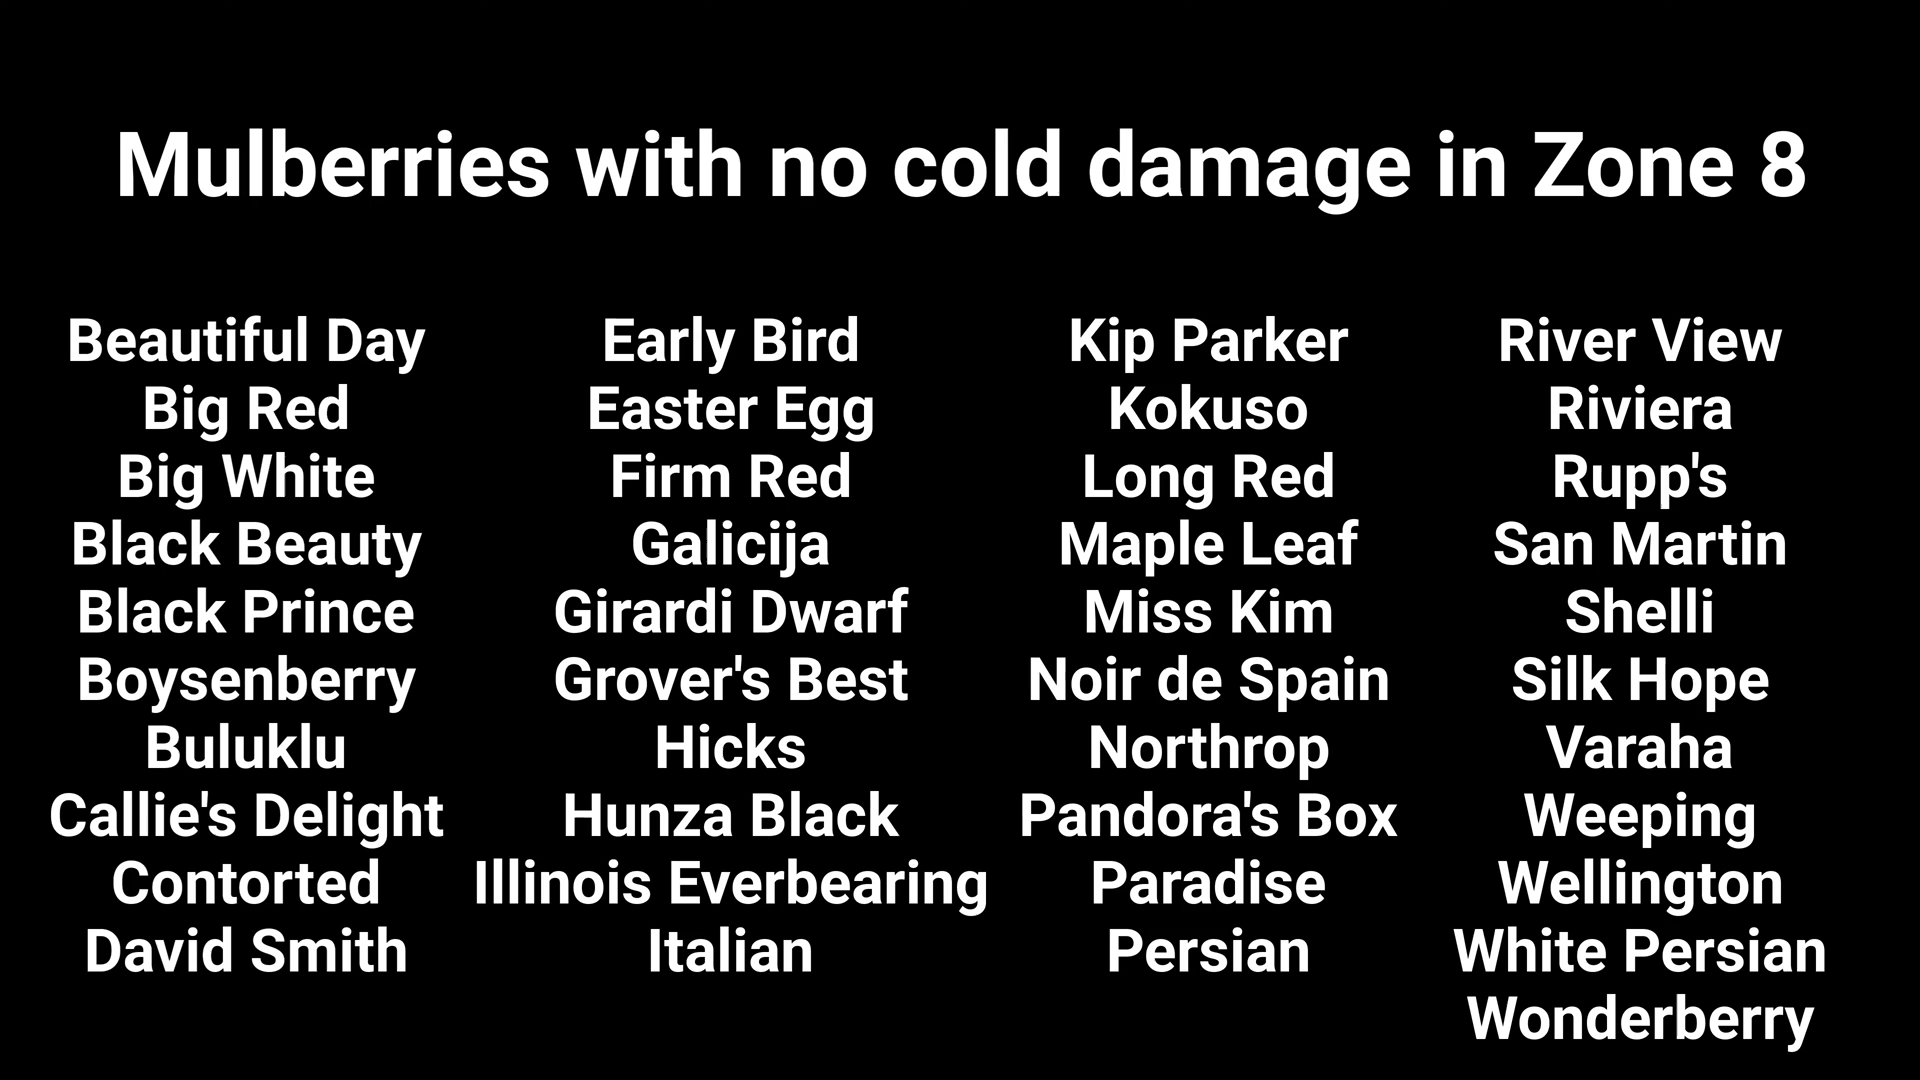 Mulberries with no cold damage in Zone 8
Beautiful Day
Big Red
Big White
Black Beauty
Black Prince
Boysenberry
Buluklu
Callie's Delight
Contorted
David Smith
Early Bird
Easter Egg
Firm Red
Galicija
Girardi Dwarf
Grover's Best
Hicks
Hunza Black
Illinois Everbearing
Italian
Kip Parker
Kokuso
Long Red
Maple Leaf
Miss Kim
Noir de Spain
Northrop
Pandora's Box
Paradise
Persian
River View
Riviera
Rupp's
San Martin
Shelli
Silk Hope
Varaha
Weeping
Wellington
White Persian
Wonderberry